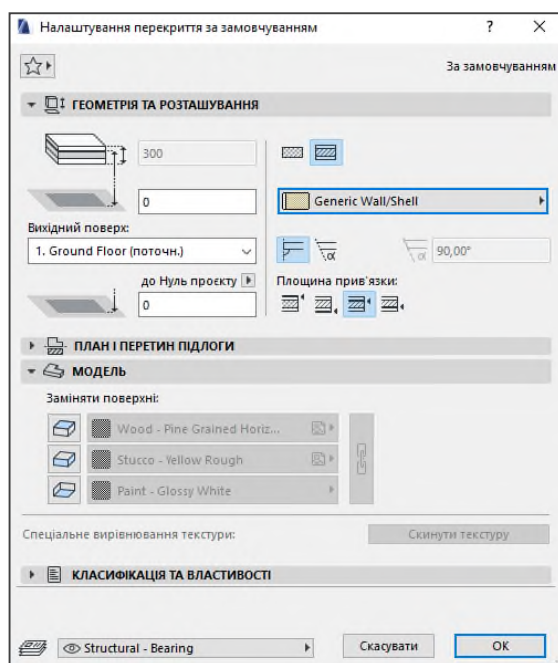 Налаштування перекриття за замовчуванням
? ×
За замовчуванням
ГЕОМЕТРІЯ ТА РОЗТАШУВАННЯ
300
0
Generic Wall/Shell
Вихідний поверх:
1. Ground Floor (поточн.)
α α 90,00°
до Нуль проєкту
Площина прив'язки:
0
ПЛАН І ПЕРЕТИН ПІДЛОГИ
МОДЕЛЬ
Заміняти поверхні:
Wood - Pine Grained Horiz...
Stucco - Yellow Rough
Paint - Glossy White
Спеціальне вирівнювання текстури:
Скинути текстуру
КЛАСИФІКАЦІЯ ТА ВЛАСТИВОСТІ
Structural - Bearing
Скасувати
OK